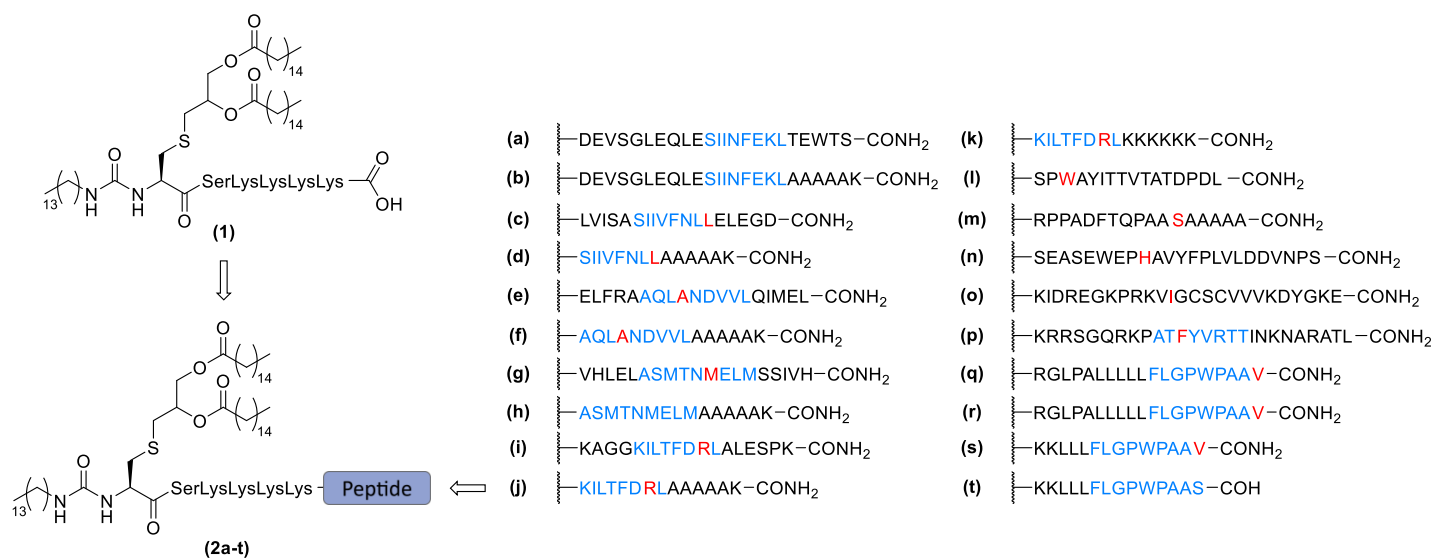 O
O
14
O
O
14
S
O
13
N
H
N
H
O
SerLysLysLysLys
O
OH
(1)
O
O
14
O
O
14
S
O
13
N
H
N
H
O
SerLysLysLysLys
Peptide
(2a-t)
(a) DEVSGLEQLESIINFEKLTEWTS–CONH2
(b) DEVSGLEQLESIINFEKLAAAAAK–CONH2
(c) LVISASIIVFNLLELEGD–CONH2
(d) SIIVFNLLAAAAAK–CONH2
(e) ELFRAAQLANDVVLQIMEL–CONH2
(f) AQLANDVVLAAAAAK–CONH2
(g) VHLELASMTNMELMSSIVH–CONH2
(h) ASMTNMELMAAAAAK–CONH2
(i) KAGGKILTFDRLALESPK–CONH2
(j) KILTFDRLAAAAAK–CONH2
(k) KILTFDRLKKKKKK–CONH2
(l) SPWAYITTVTATDPDL–CONH2
(m) RPPADFTQPAASAAAAA–CONH2
(n) SEASEWEPHAVYFPLVLDDVNPS–CONH2
(o) KIDREGKPRKVIGCSCVVVKDYGKE–CONH2
(p) KRRSGQRKPATFYVRTTINKNARATL–CONH2
(q) RGLPALLLLLFLGPWPAAV–CONH2
(r) RGLPALLLLLFLGPWPAAV–CONH2
(s) KKLLLFLGPWPAAV–CONH2
(t) KKLLLFLGPWPAAS–COH